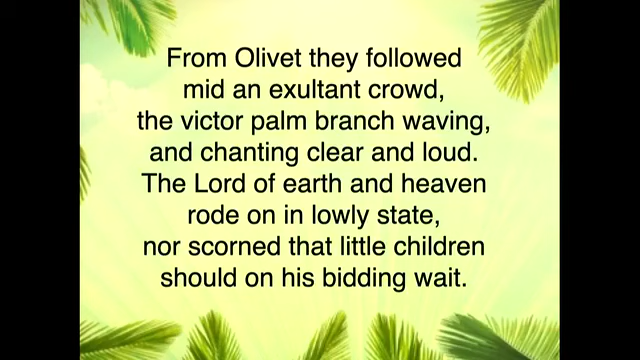 From Olivet they followed
mid an exultant crowd,
the victor palm branch waving,
and chanting clear and loud.
The Lord of earth and heaven
rode on in lowly state,
nor scorned that little children
should on his bidding wait.